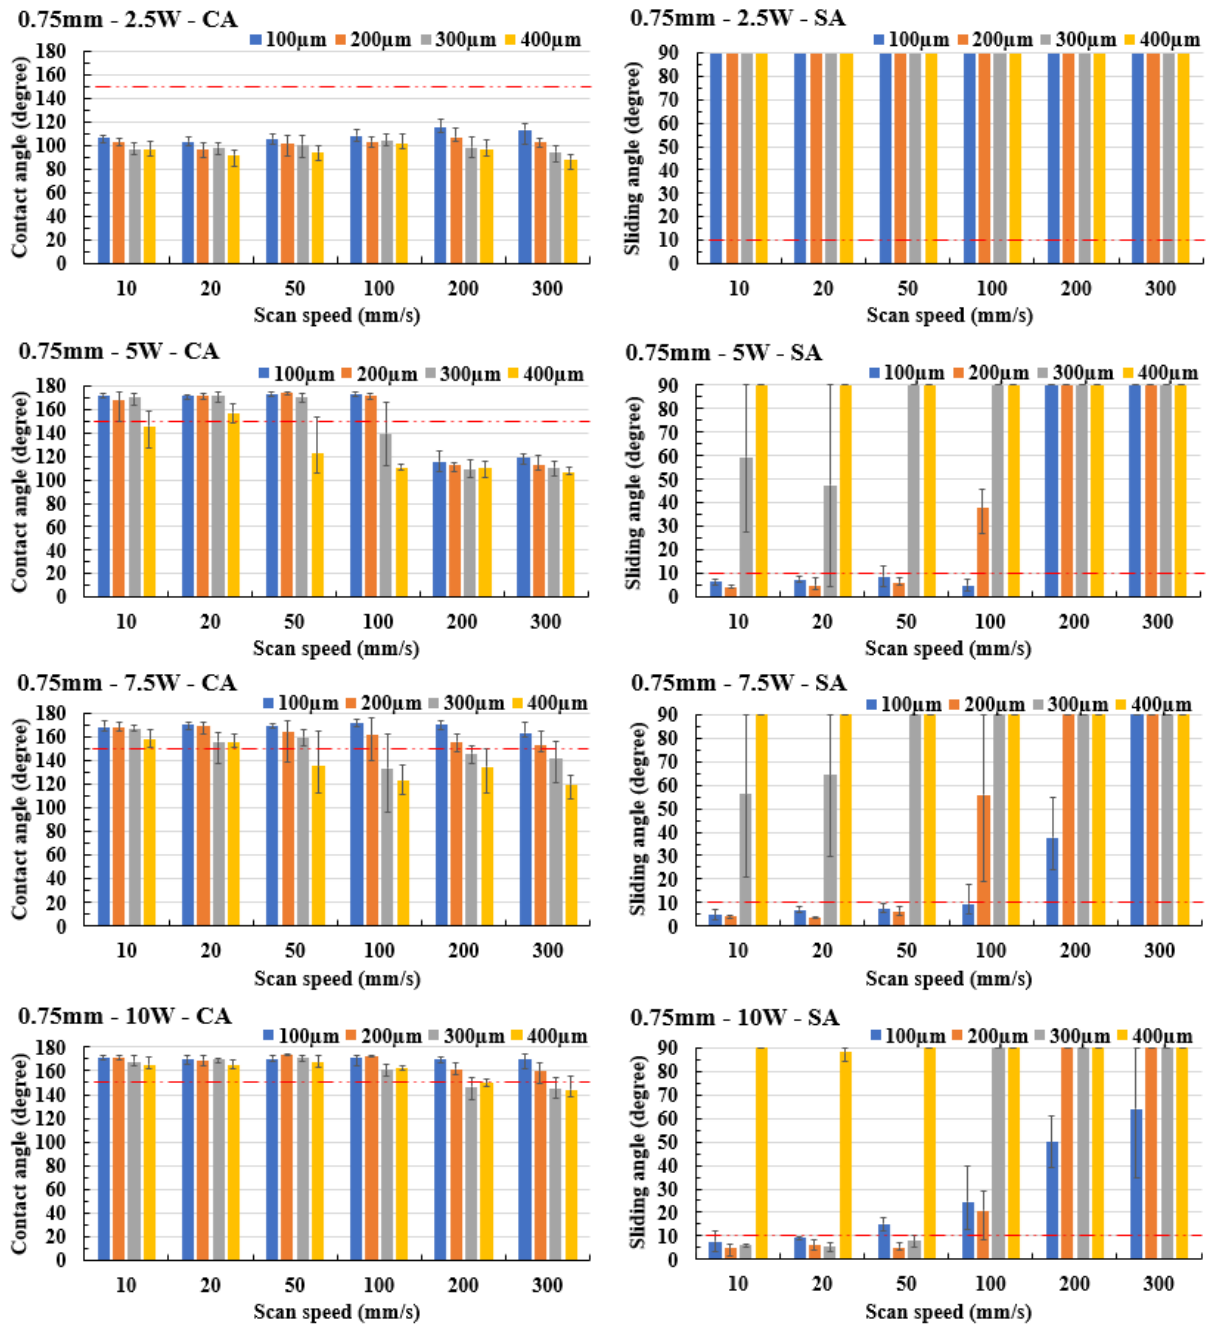 0.75mm - 2.5W - CA
100µm 200µm 300µm 400µm
Contact angle (degree)
180
160
140
120
100
80
60
40
20
0
10 20 50 100 200 300
Scan speed (mm/s)
0.75mm - 2.5W - SA
100µm 200µm 300µm 400µm
Sliding angle (degree)
90
80
70
60
50
40
30
20
10
0
10 20 50 100 200 300
Scan speed (mm/s)
0.75mm - 5W - CA
100µm 200µm 300µm 400µm
Contact angle (degree)
180
160
140
120
100
80
60
40
20
0
10 20 50 100 200 300
Scan speed (mm/s)
0.75mm - 5W - SA
100µm 200µm 300µm 400µm
Sliding angle (degree)
90
80
70
60
50
40
30
20
10
0
10 20 50 100 200 300
Scan speed (mm/s)
0.75mm - 7.5W - CA
100µm 200µm 300µm 400µm
Contact angle (degree)
180
160
140
120
100
80
60
40
20
0
10 20 50 100 200 300
Scan speed (mm/s)
0.75mm - 7.5W - SA
100µm 200µm 300µm 400µm
Sliding angle (degree)
90
80
70
60
50
40
30
20
10
0
10 20 50 100 200 300
Scan speed (mm/s)
0.75mm - 10W - CA
100µm 200µm 300µm 400µm
Contact angle (degree)
180
160
140
120
100
80
60
40
20
0
10 20 50 100 200 300
Scan speed (mm/s)
0.75mm - 10W - SA
100µm 200µm 300µm 400µm
Sliding angle (degree)
90
80
70
60
50
40
30
20
10
0
10 20 50 100 200 300
Scan speed (mm/s)